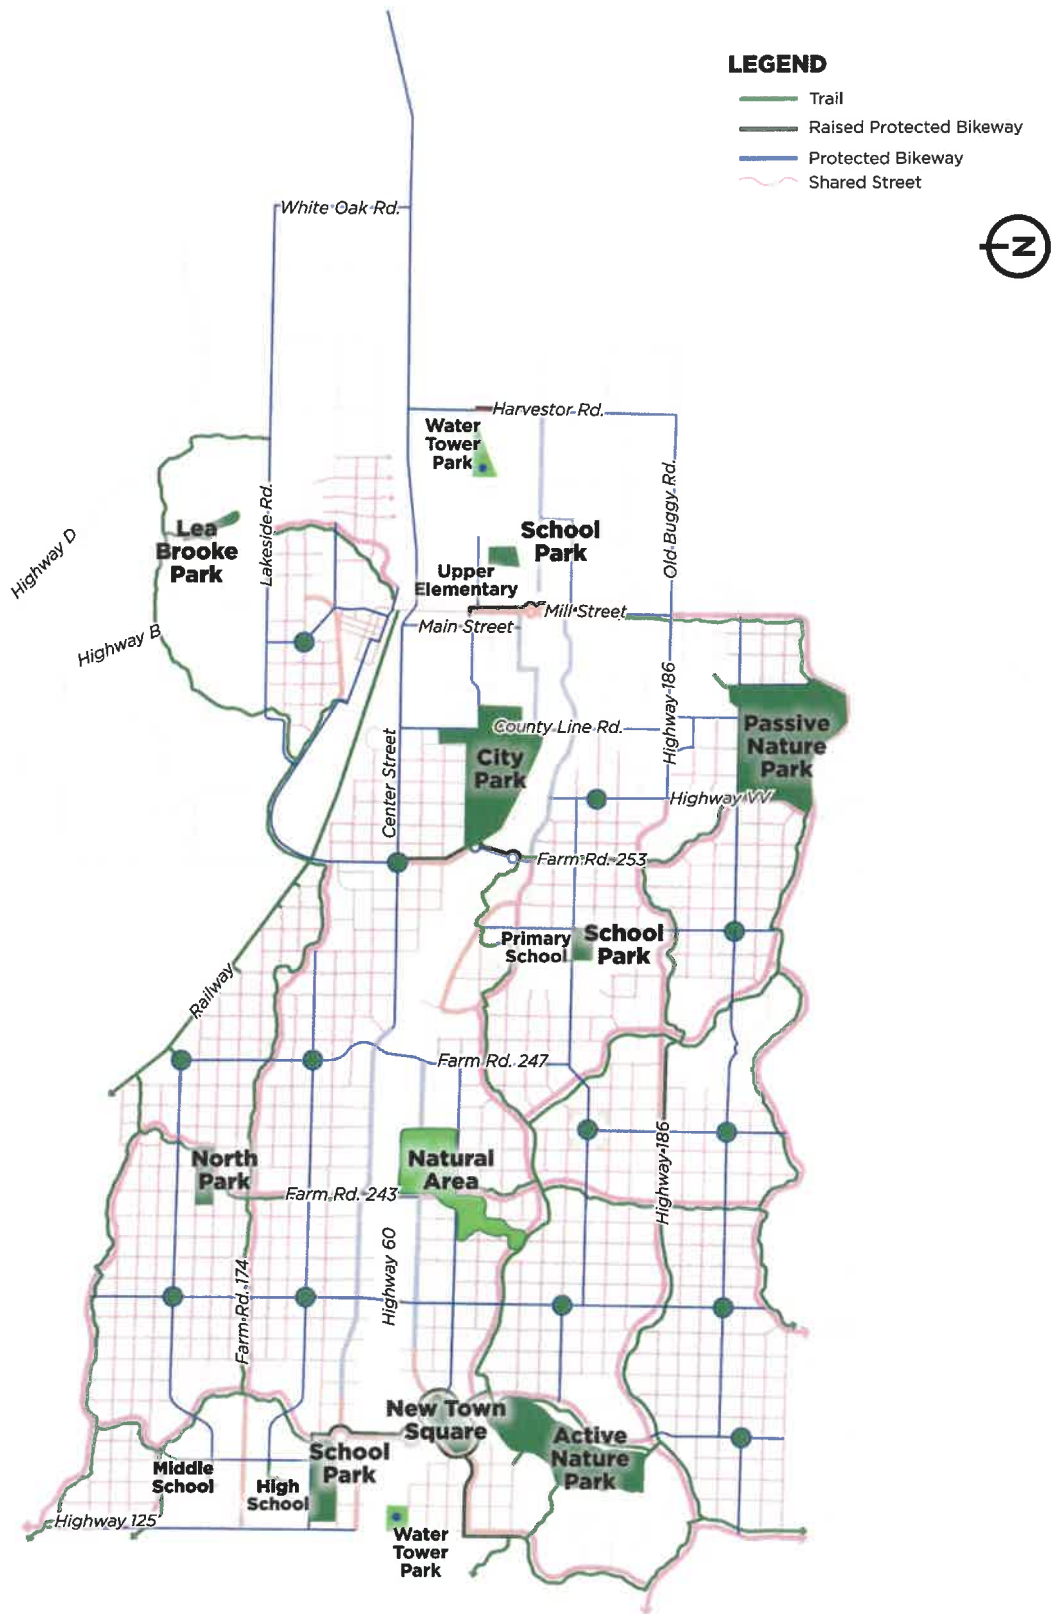 LEGEND
Trail
Raised Protected Bikeway
Protected Bikeway
Shared Street
N
White Oak Rd.
Harvestor Rd.
Water
Tower
Park
Old Buggy Rd.
Lakeside Rd.
Lea
Brooke
Park
Highway D
School
Park
Upper
Elementary
Mill Street
Main Street
Highway B
Highway 186
County Line Rd.
Passive
Nature
Park
City
Park
Center Street
Highway VV
Farm Rd. 253
Primary
School
School
Park
Railway
Farm Rd. 247
North
Park
Natural
Area
Farm Rd. 243
Highway 186
Highway 60
Farm Rd. 174
New Town
Square
Active
Nature
Park
School
Park
Middle
School
High
School
Highway 125
Water
Tower
Park